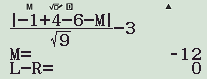 M √▫/ D ▲
|-1+4-6-M|
√9
-3
M= -12
L-R= 0